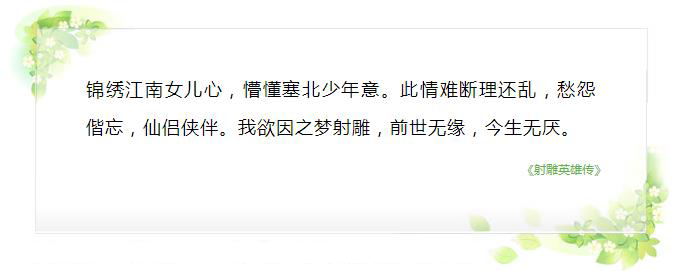 锦绣江南女儿心，懵懂塞北少年意。此情难断理还乱，愁怨
偕忘，仙侣侠伴。我欲因之梦射雕，前世无缘，今生无厌。
《射雕英雄传》